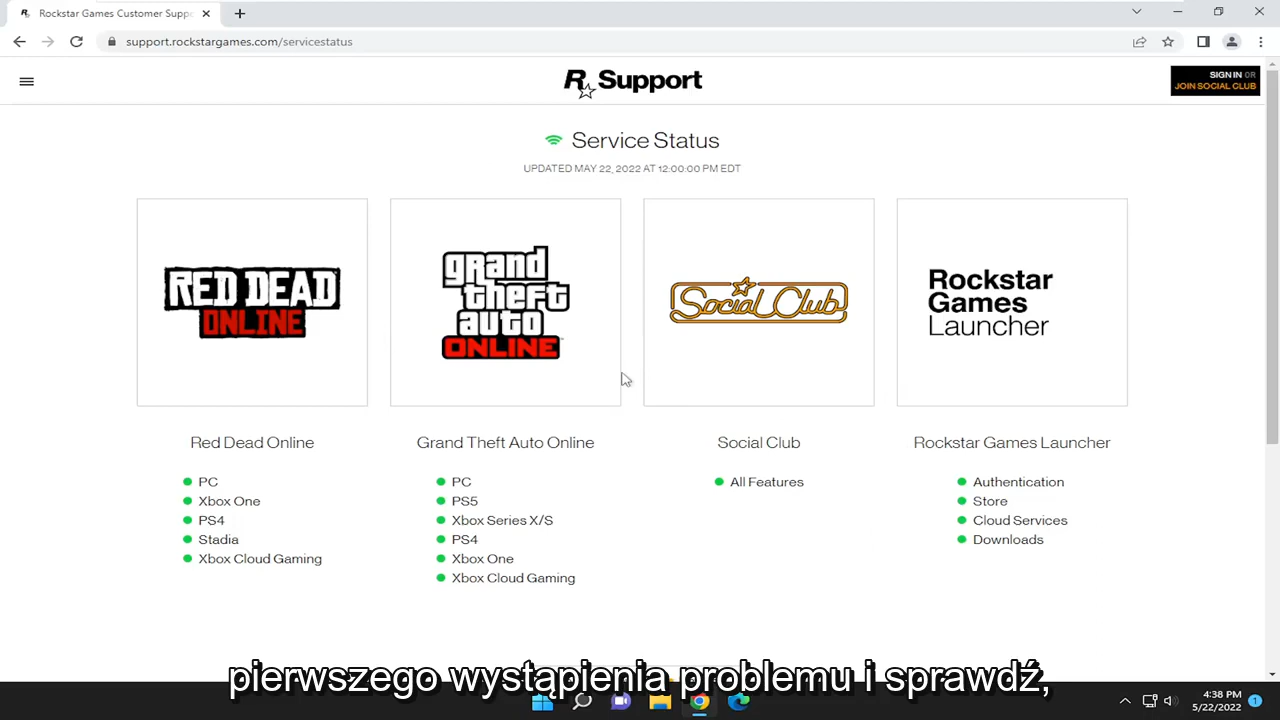 Rockstar Games Customer Supp
support.rockstargames.com/servicestatus
R Support
SIGN IN OR
JOIN SOCIAL CLUB
Service Status
UPDATED MAY 22, 2022 AT 12:00:00 PM EDT
RED DEAD
ONLINE
grand
theft
auto
ONLINE
Social Club
Rockstar
Games
Launcher
Red Dead Online
PC
Xbox One
PS4
Stadia
Xbox Cloud Gaming
Grand Theft Auto Online
PC
PS5
Xbox Series X/S
PS4
Xbox One
Xbox Cloud Gaming
Social Club
All Features
Rockstar Games Launcher
Authentication
Store
Cloud Services
Downloads
pierwszego wystąpienia problemu i sprawdź,
4:38 PM
5/22/2022
1